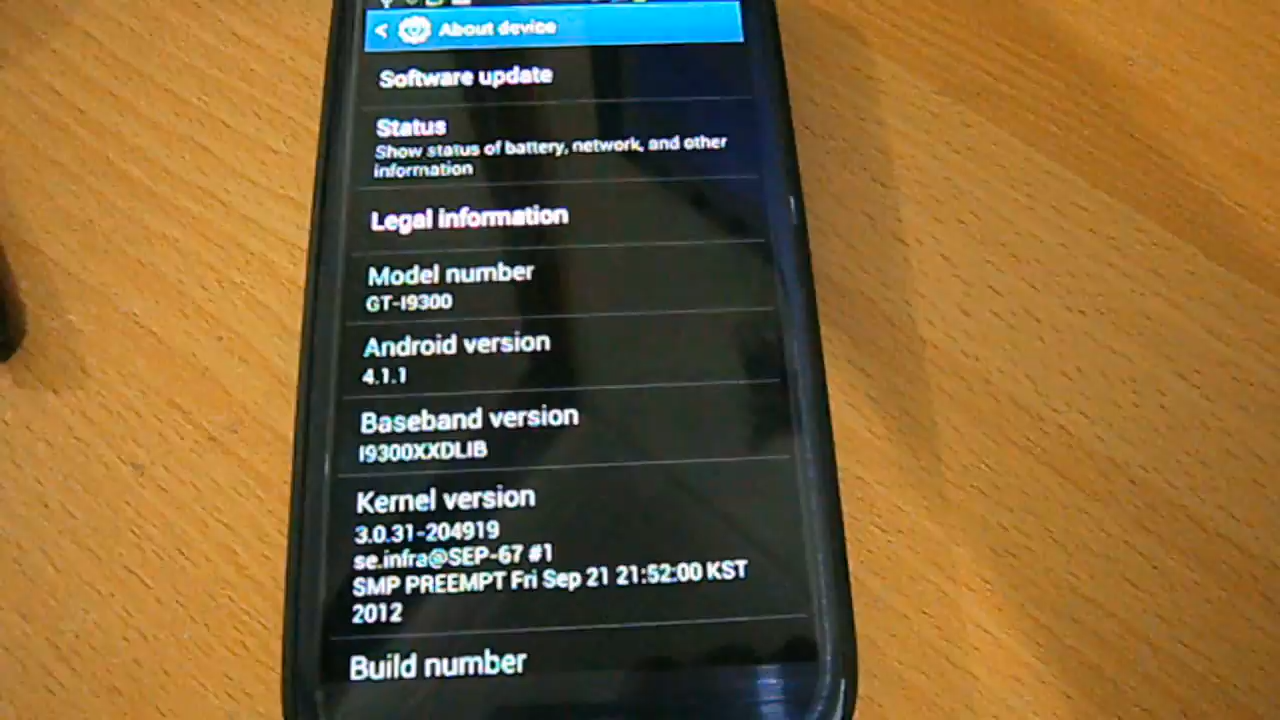 About device
Software update
Status
Show status of battery, network, and other
information
Legal information
Model number
GT-I9300
Android version
4.1.1
Baseband version
I9300XXDLIB
Kernel version
3.0.31-204919
se.infra@SEP-67 #1
SMP PREEMPT Fri Sep 21 21:52:00 KST
2012
Build number